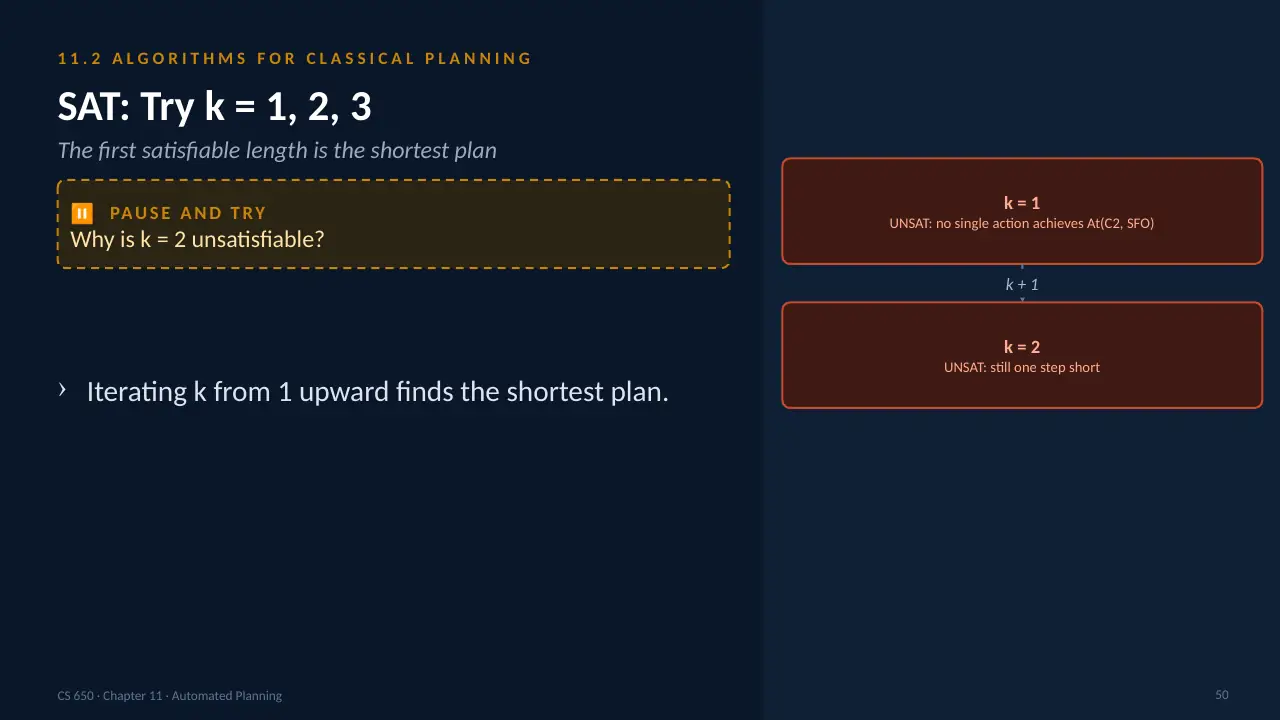 11.2 ALGORITHMS FOR CLASSICAL PLANNING
SAT: Try k = 1, 2, 3
The first satisfiable length is the shortest plan
⏸ PAUSE AND TRY
Why is k = 2 unsatisfiable?
› Iterating k from 1 upward finds the shortest plan.
k = 1
UNSAT: no single action achieves At(C2, SFO)
k + 1
k = 2
UNSAT: still one step short
CS 650 · Chapter 11 · Automated Planning
50